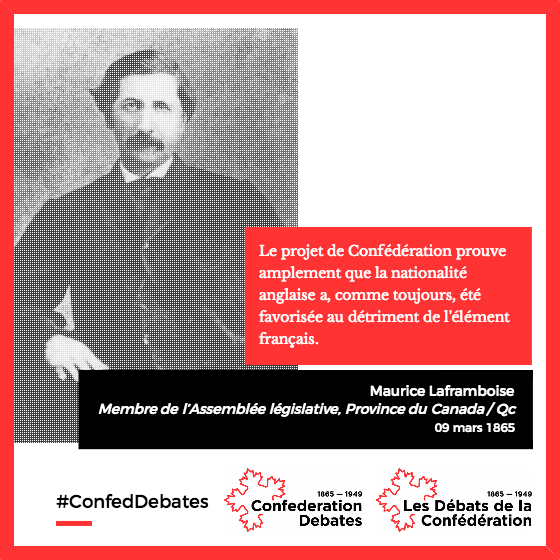 Le projet de Confédération prouve
amplement que la nationalité
anglaise a, comme toujours, été
favorisée au détriment de l'élément
français.
Maurice Laframboise
Membre de l'Assemblée législative, Province du Canada / Qc
09 mars 1865
#ConfedDebates
1865 — 1949
Confederation
Debates
1865 — 1949
Les Débats de la
Confédération